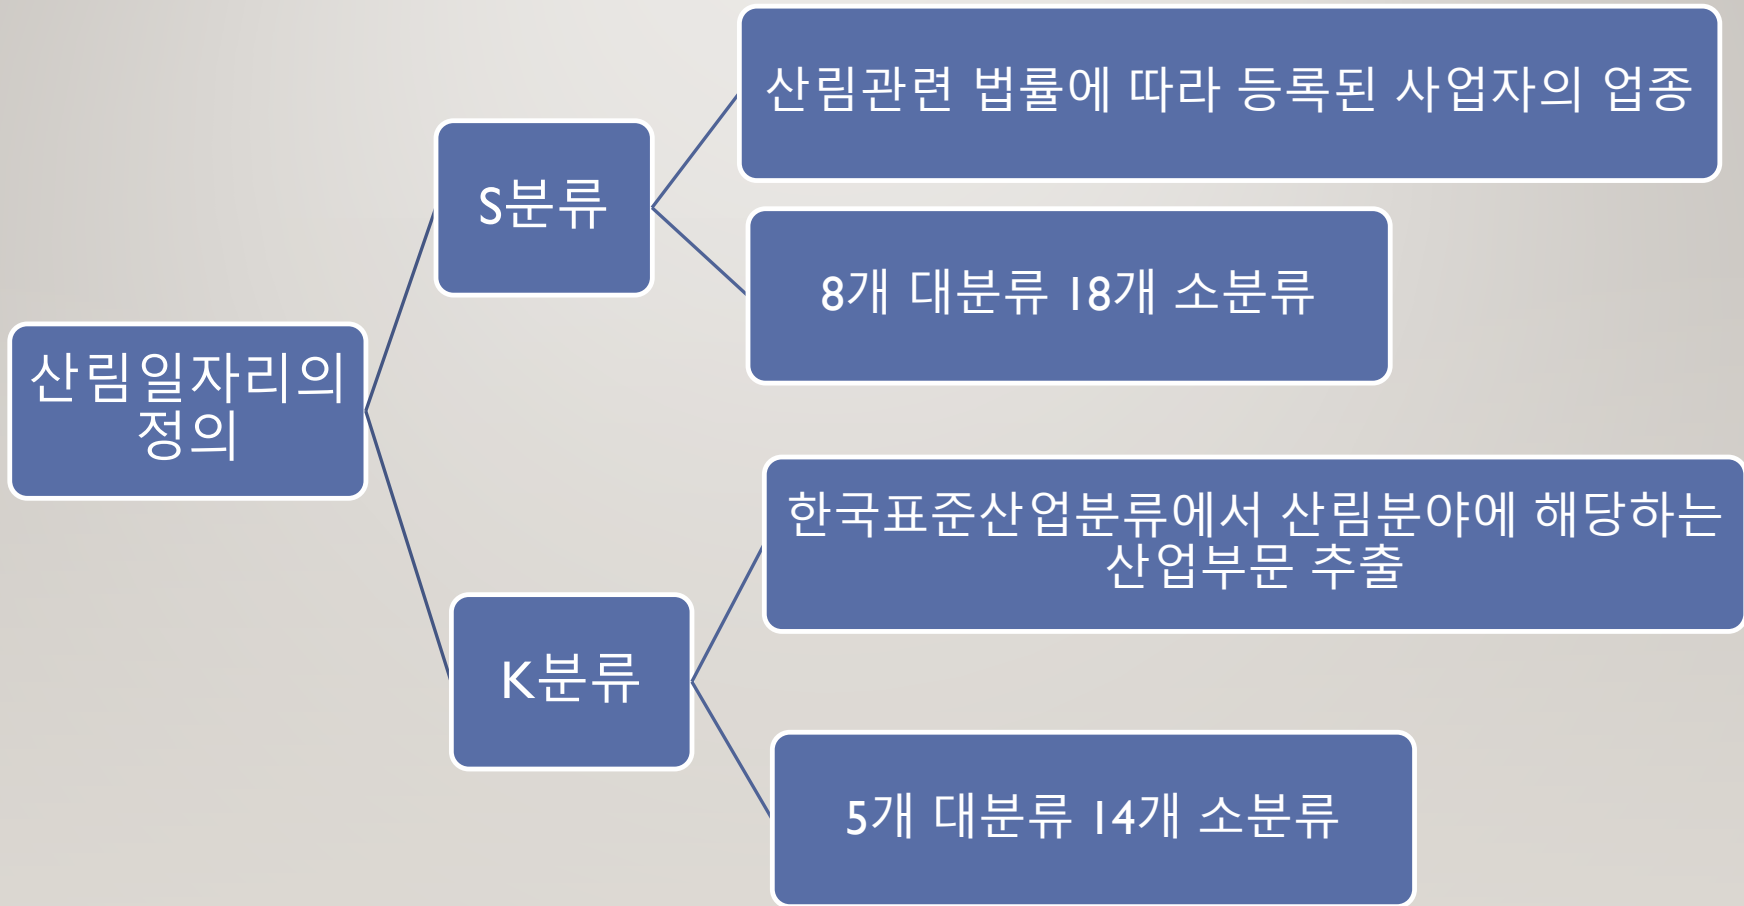 산림일자리의
정의
S분류
산림관련 법률에 따라 등록된 사업자의 업종
8개 대분류 18개 소분류
K분류
한국표준산업분류에서 산림분야에 해당하는
산업부문 추출
5개 대분류 14개 소분류